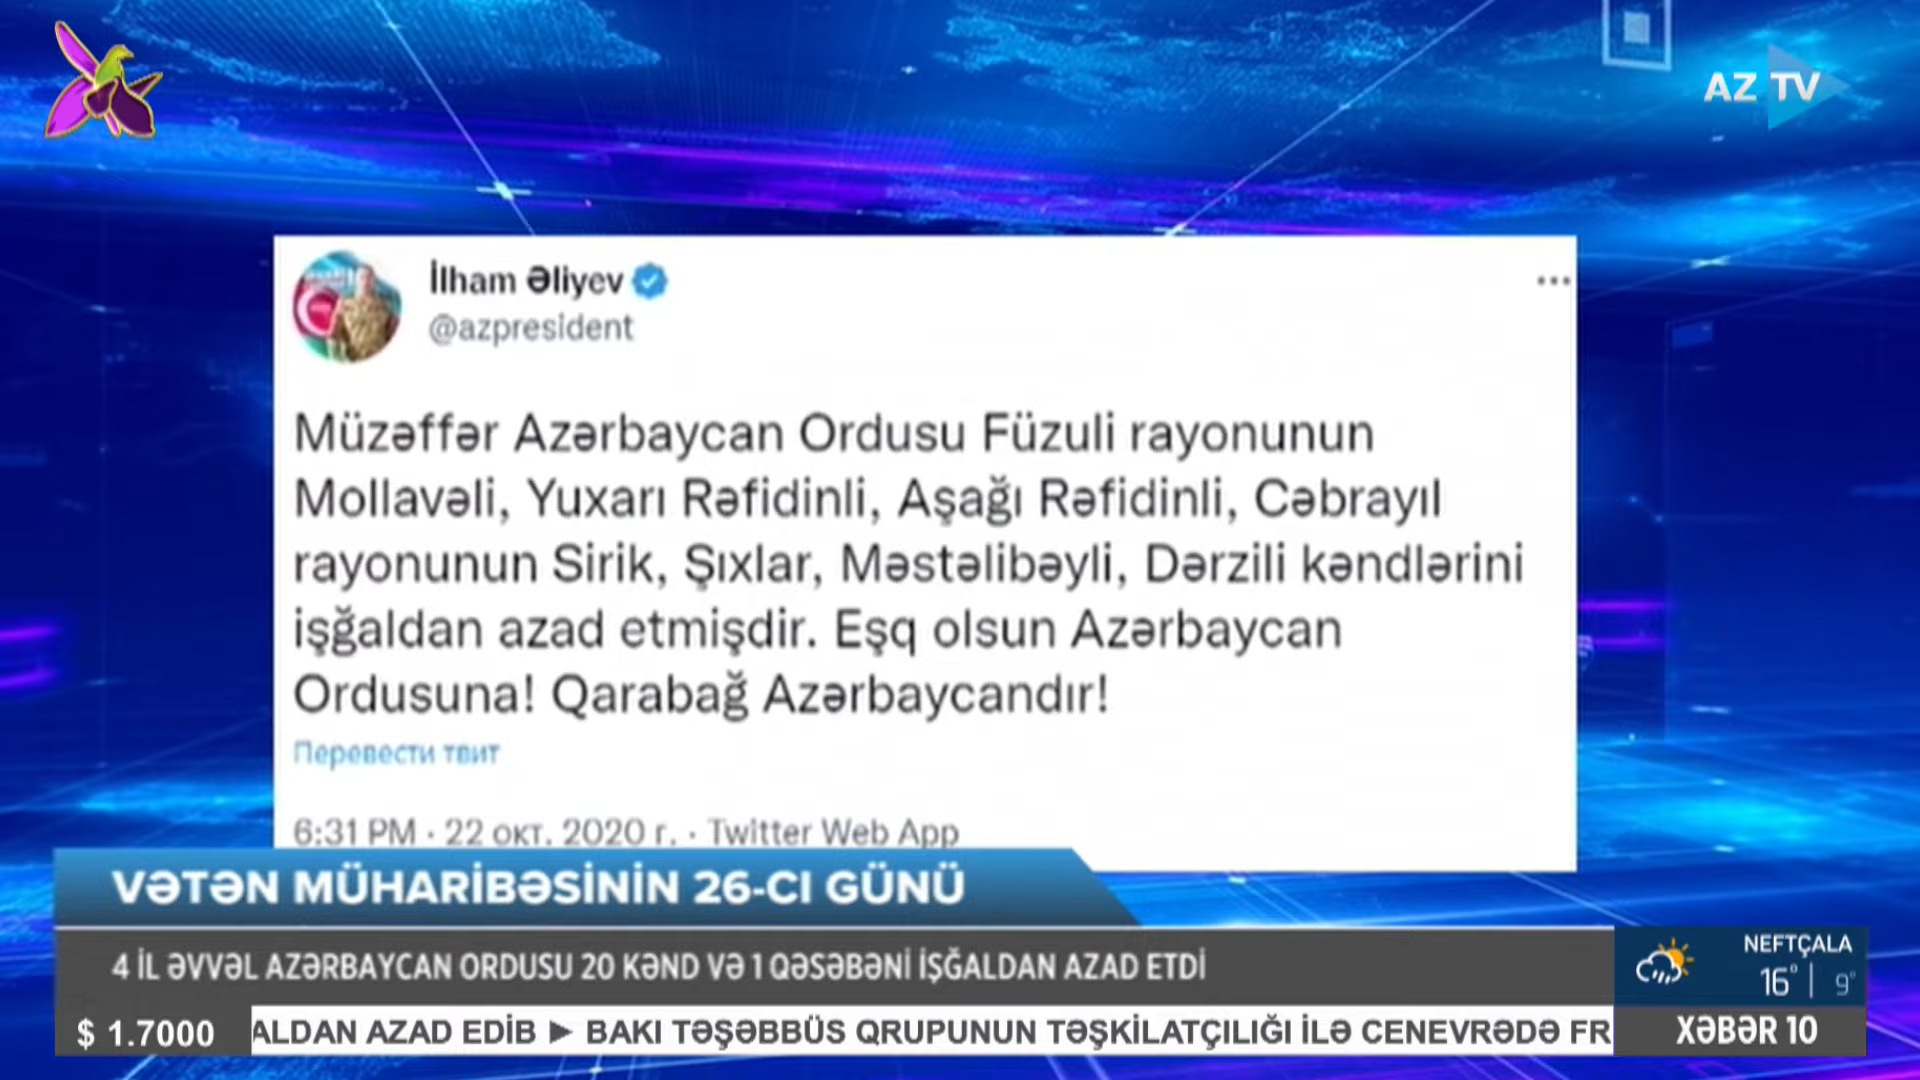 AZ TV
İlham Əliyev
@azpresident
Müzəffər Azərbaycan Ordusu Füzuli rayonunun
Mollavəli, Yuxarı Rəfidinli, Aşağı Rəfidinli, Cəbrayıl
rayonunun Sirik, Şıxlar, Məstəlibəyli, Dərzili kəndlərini
işğaldan azad etmişdir. Eşq olsun Azərbaycan
Ordusuna! Qarabağ Azərbaycandır!
Перевести твит
6:31 PM · 22 окт. 2020 г. · Twitter Web App
VƏTƏN MÜHARİBƏSİNİN 26-CI GÜNÜ
4 İL ƏVVƏL AZƏRBAYCAN ORDUSU 20 KƏND VƏ 1 QƏSƏBƏNİ İŞĞALDAN AZAD ETDİ
NEFTÇALA
16° | 9°
$ 1.7000
ALDAN AZAD EDİB ► BAKI TƏŞƏBBÜS QRUPUNUN TƏŞKİLATÇILIĞI İLƏ CENEVRƏDƏ FR
XƏBƏR 10